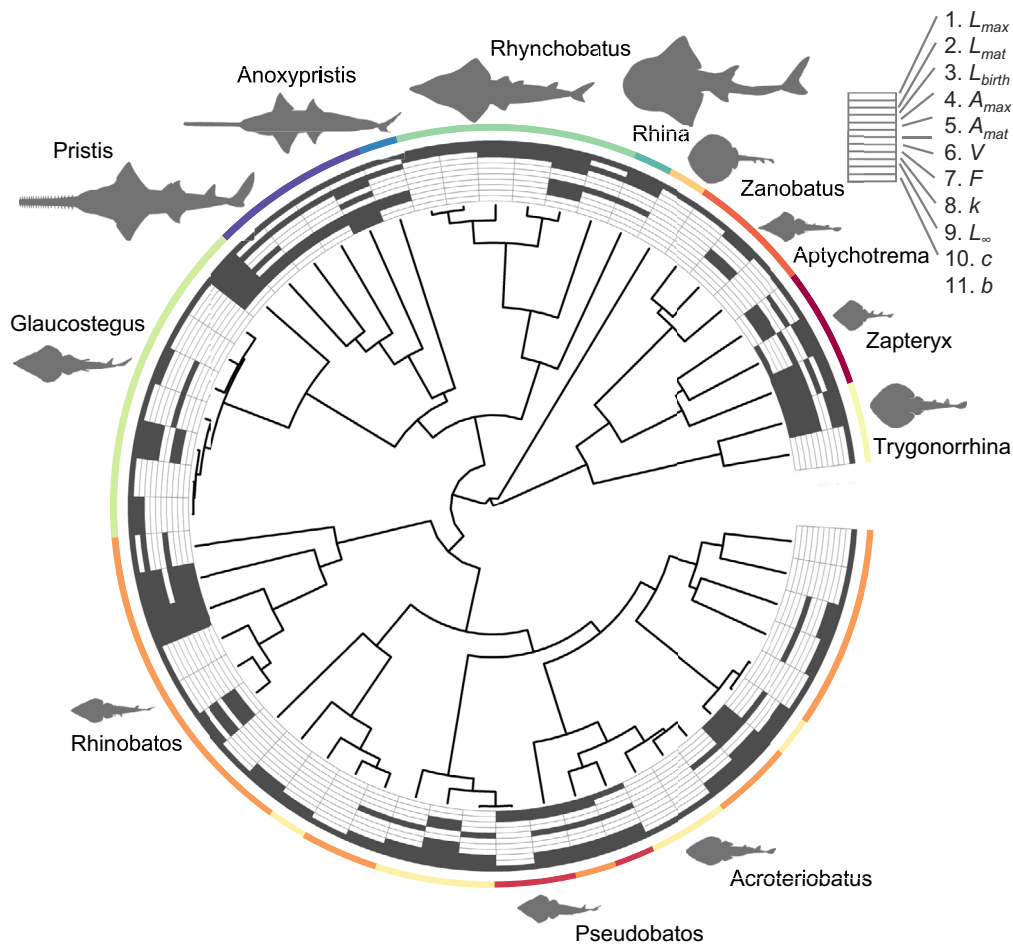 1. Lmax
2. Lmat
3. Lbirth
4. Amax
5. Amat
6. V
7. F
8. k
9. L∞
10. c
11. b
Rhynchobatus
Anoxypristis
Rhina
Pristis
Zanobatus
Aptychotrema
Glaucostegus
Zapteryx
Trygonorrhina
Rhinobatos
Acroteriobatus
Pseudobatos